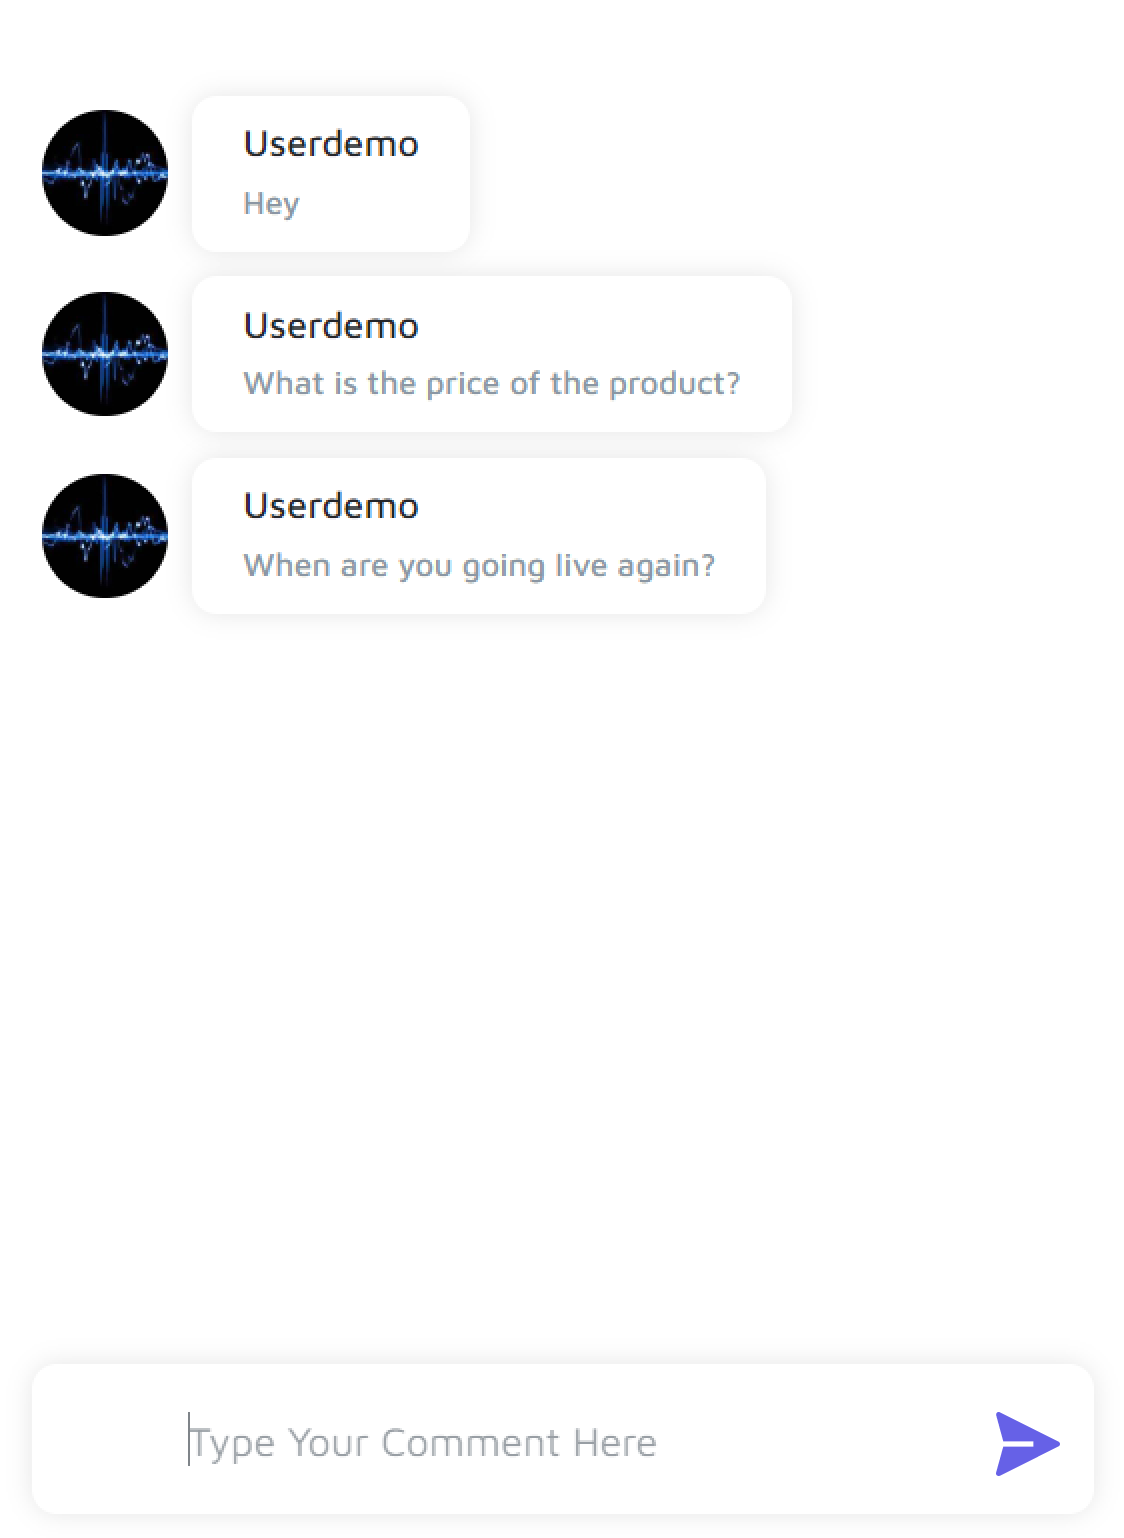 Userdemo
Hey
Userdemo
What is the price of the product?
Userdemo
When are you going live again?
Type Your Comment Here